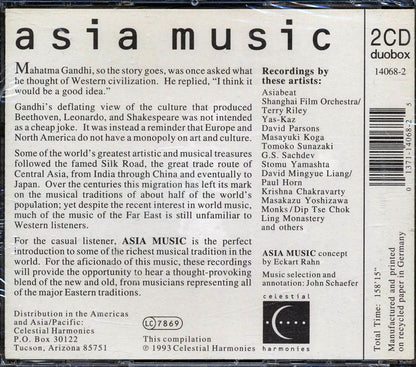 asia music
2CD
duobox
14068-2
Mahatma Gandhi, so the story goes, was once asked what
he thought of Western civilization. He replied, “I think it
would be a good idea.”
Gandhi's deflating view of the culture that produced
Beethoven, Leonardo, and Shakespeare was not intended
as a cheap joke. It was instead a reminder that Europe and
North America do not have a monopoly on art and culture.
Some of the world's greatest artistic and musical treasures
followed the famed Silk Road, the great trade route of
Central Asia, from India through China and eventually to
Japan. Over the centuries this migration has left its mark
on the musical traditions of about half of the world's
population; yet despite the recent interest in world music,
much of the music of the Far East is still unfamiliar to
Western listeners.
For the casual listener, ASIA MUSIC is the perfect
introduction to some of the richest musical tradition in the
world. For the aficionado of this music, these recordings
will provide the opportunity to hear a thought-provoking
blend of the new and old, from musicians representing all
of the major Eastern traditions.
Recordings by
these artists:
Asiabeat
Shanghai Film Orchestra/
Terry Riley
Yas-Kaz
David Parsons
Masayuki Koga
Tomoko Sunazaki
G.S. Sachdev
Stomu Yamashta
David Mingyue Liang/
Paul Horn
Krishna Chakravarty
Masakazu Yoshizawa
Monks / Dip Tse Chok
Ling Monastery
and others
ASIA MUSIC concept
by Eckart Rahn
Music selection and
annotation: John Schaefer
Distribution in the Americas
and Asia/Pacific:
Celestial Harmonies
P.O. Box 30122
Tucson, Arizona 85751
LC 7869
This compilation
℗ 1993 Celestial Harmonies
celestial
harmonies
13371-14068-2
Total Time: 158'15"
Manufactured and printed
on recycled paper in Germany